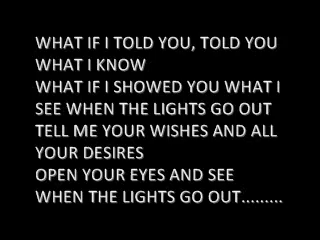 WHAT IF I TOLD YOU, TOLD YOU
WHAT I KNOW
WHAT IF I SHOWED YOU WHAT I
SEE WHEN THE LIGHTS GO OUT
TELL ME YOUR WISHES AND ALL
YOUR DESIRES
OPEN YOUR EYES AND SEE
WHEN THE LIGHTS GO OUT.........